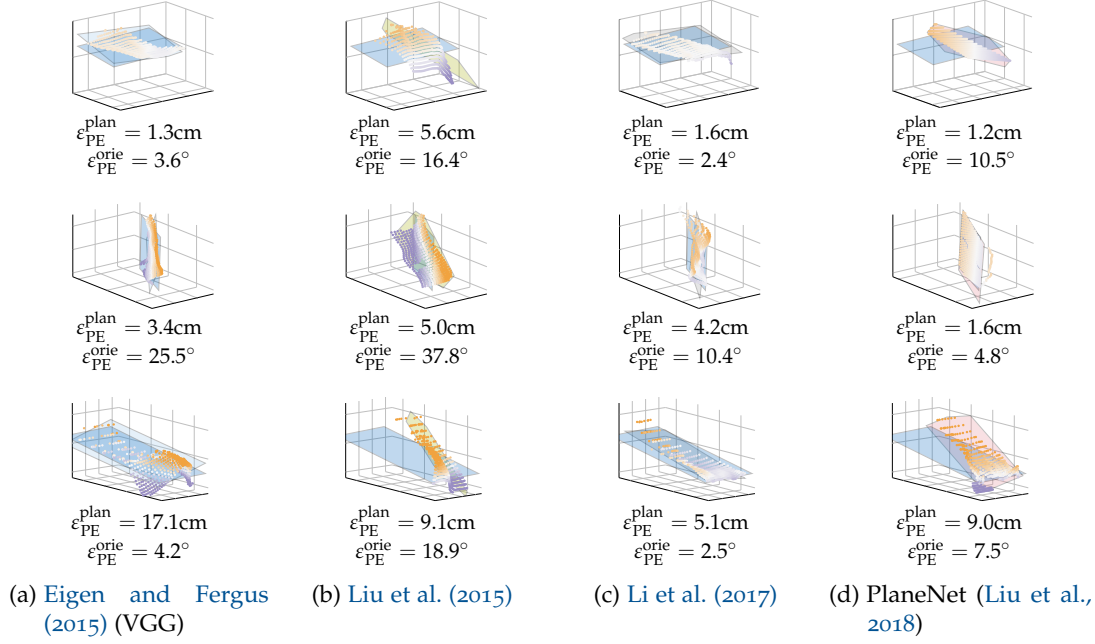 ε_PE^plan = 1.3cm
ε_PE^orie = 3.6°
ε_PE^plan = 5.6cm
ε_PE^orie = 16.4°
ε_PE^plan = 1.6cm
ε_PE^orie = 2.4°
ε_PE^plan = 1.2cm
ε_PE^orie = 10.5°
ε_PE^plan = 3.4cm
ε_PE^orie = 25.5°
ε_PE^plan = 5.0cm
ε_PE^orie = 37.8°
ε_PE^plan = 4.2cm
ε_PE^orie = 10.4°
ε_PE^plan = 1.6cm
ε_PE^orie = 4.8°
ε_PE^plan = 17.1cm
ε_PE^orie = 4.2°
ε_PE^plan = 9.1cm
ε_PE^orie = 18.9°
ε_PE^plan = 5.1cm
ε_PE^orie = 2.5°
ε_PE^plan = 9.0cm
ε_PE^orie = 7.5°
(a) Eigen and Fergus
(2015) (VGG)
(b) Liu et al. (2015)
(c) Li et al. (2017)
(d) PlaneNet (Liu et al.,
2018)